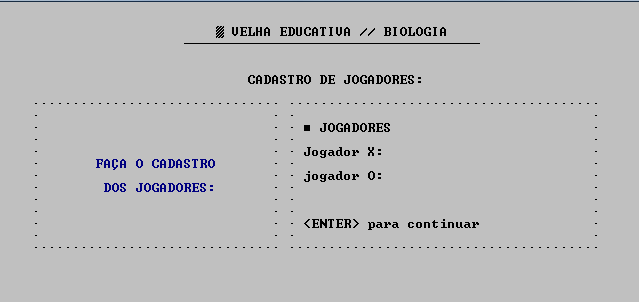 VELHA EDUCATIVA // BIOLOGIA
CADASTRO DE JOGADORES:
FAÇA O CADASTRO
DOS JOGADORES:
■ JOGADORES
Jogador X:
jogador O:
<ENTER> para continuar